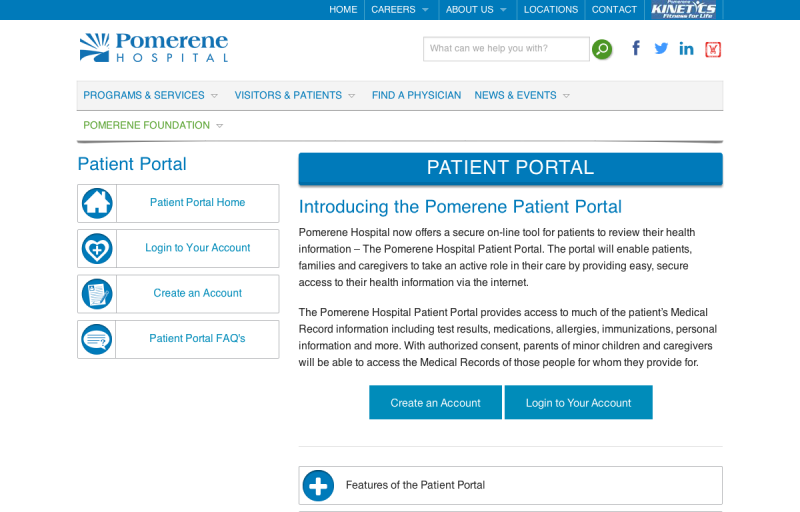 HOME CAREERS ABOUT US LOCATIONS CONTACT Pomerene KINETICS Fitness for Life
Pomerene
HOSPITAL
What can we help you with?
PROGRAMS & SERVICES VISITORS & PATIENTS FIND A PHYSICIAN NEWS & EVENTS
POMERENE FOUNDATION
Patient Portal
Patient Portal Home
Login to Your Account
Create an Account
Patient Portal FAQ's
PATIENT PORTAL
Introducing the Pomerene Patient Portal
Pomerene Hospital now offers a secure on-line tool for patients to review their health
information – The Pomerene Hospital Patient Portal. The portal will enable patients,
families and caregivers to take an active role in their care by providing easy, secure
access to their health information via the internet.
The Pomerene Hospital Patient Portal provides access to much of the patient's Medical
Record information including test results, medications, allergies, immunizations, personal
information and more. With authorized consent, parents of minor children and caregivers
will be able to access the Medical Records of those people for whom they provide for.
Create an Account Login to Your Account
Features of the Patient Portal